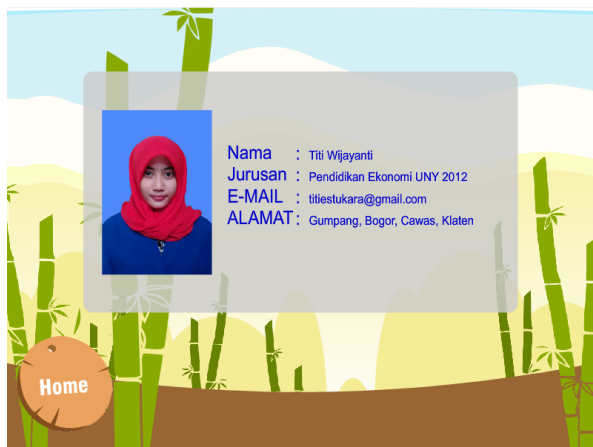 Nama : Titi Wijayanti
Jurusan : Pendidikan Ekonomi UNY 2012
E-MAIL : titiestukara@gmail.com
ALAMAT : Gumpang, Bogor, Cawas, Klaten
Home